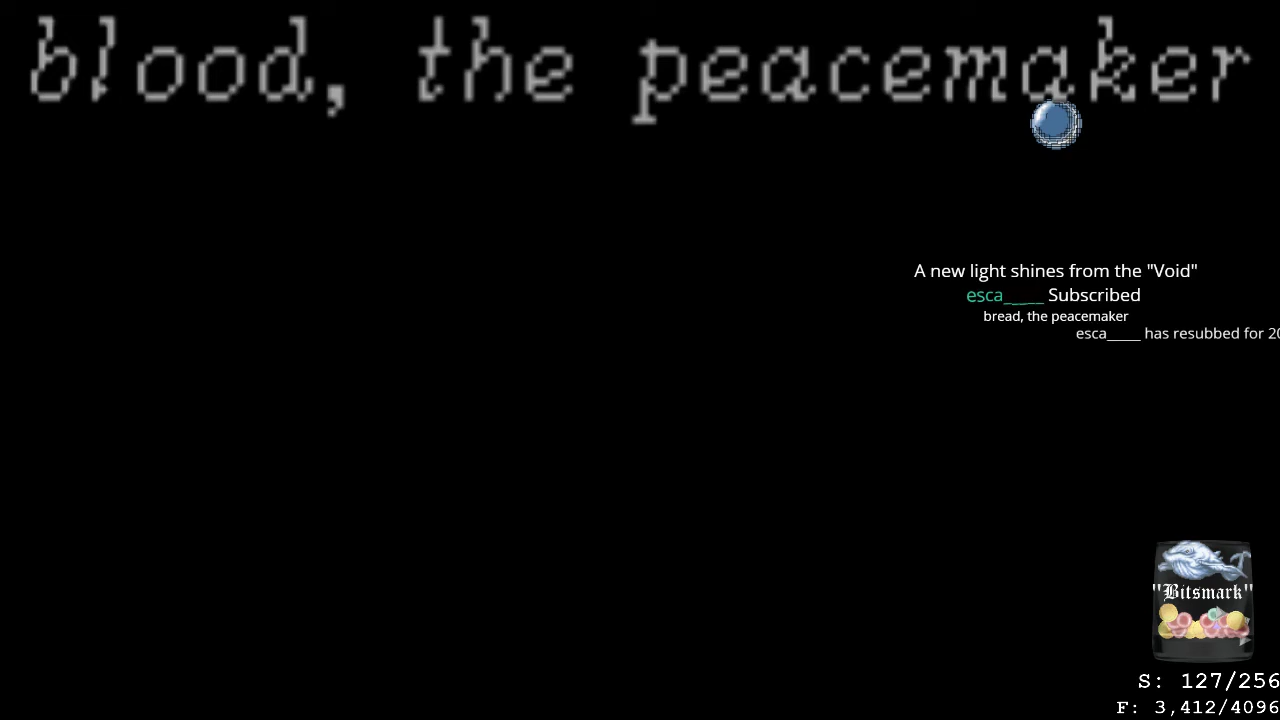 blood, the peacemaker
A new light shines from the "Void"
esca_____ Subscribed
bread, the peacemaker
esca_____ has resubbed for 20
"Bitsmark"
S: 127/256
F: 3,412/4096